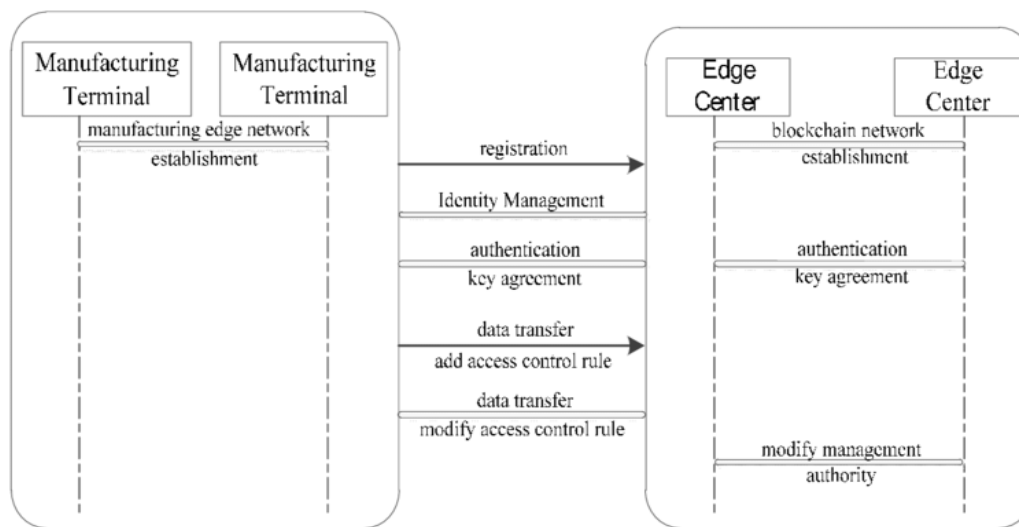 Manufacturing
Terminal
Manufacturing
Terminal
Edge
Center
Edge
Center
manufacturing edge network
establishment
blockchain network
establishment
registration
Identity Management
authentication
key agreement
authentication
key agreement
data transfer
add access control rule
data transfer
modify access control rule
modify management
authority